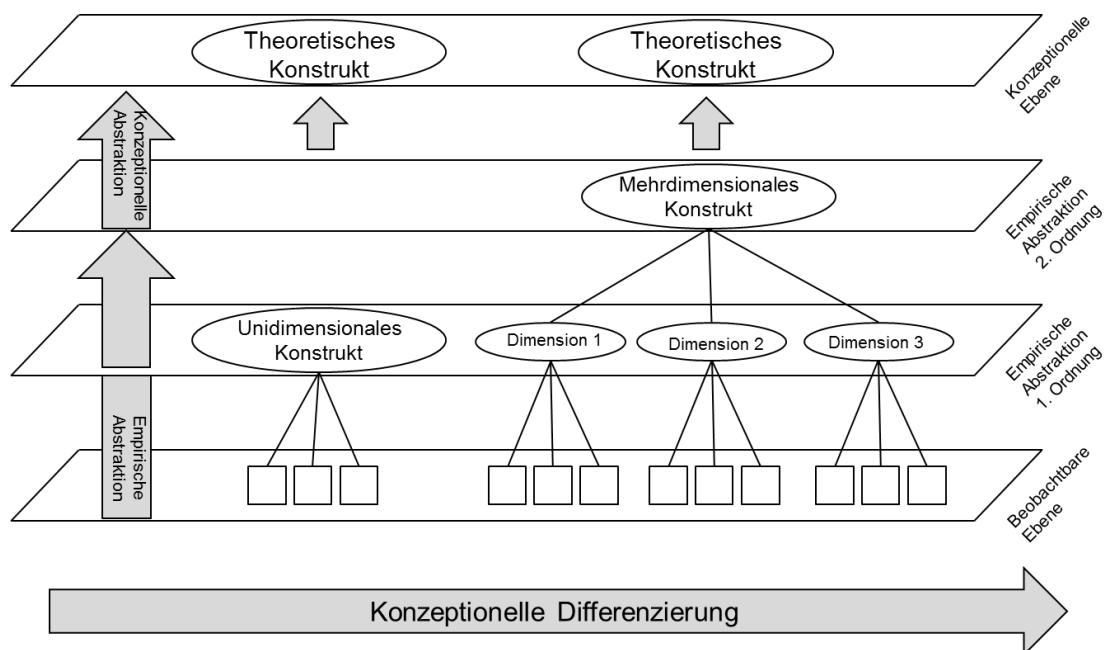 Theoretisches
Konstrukt
Theoretisches
Konstrukt
Konzeptionelle
Ebene
Konzeptionelle
Abstraktion
Mehrdimensionales
Konstrukt
Empirische
Abstraktion
2. Ordnung
Unidimensionales
Konstrukt
Dimension 1
Dimension 2
Dimension 3
Empirische
Abstraktion
1. Ordnung
Empirische
Abstraktion
Beobachtbare
Ebene
Konzeptionelle Differenzierung